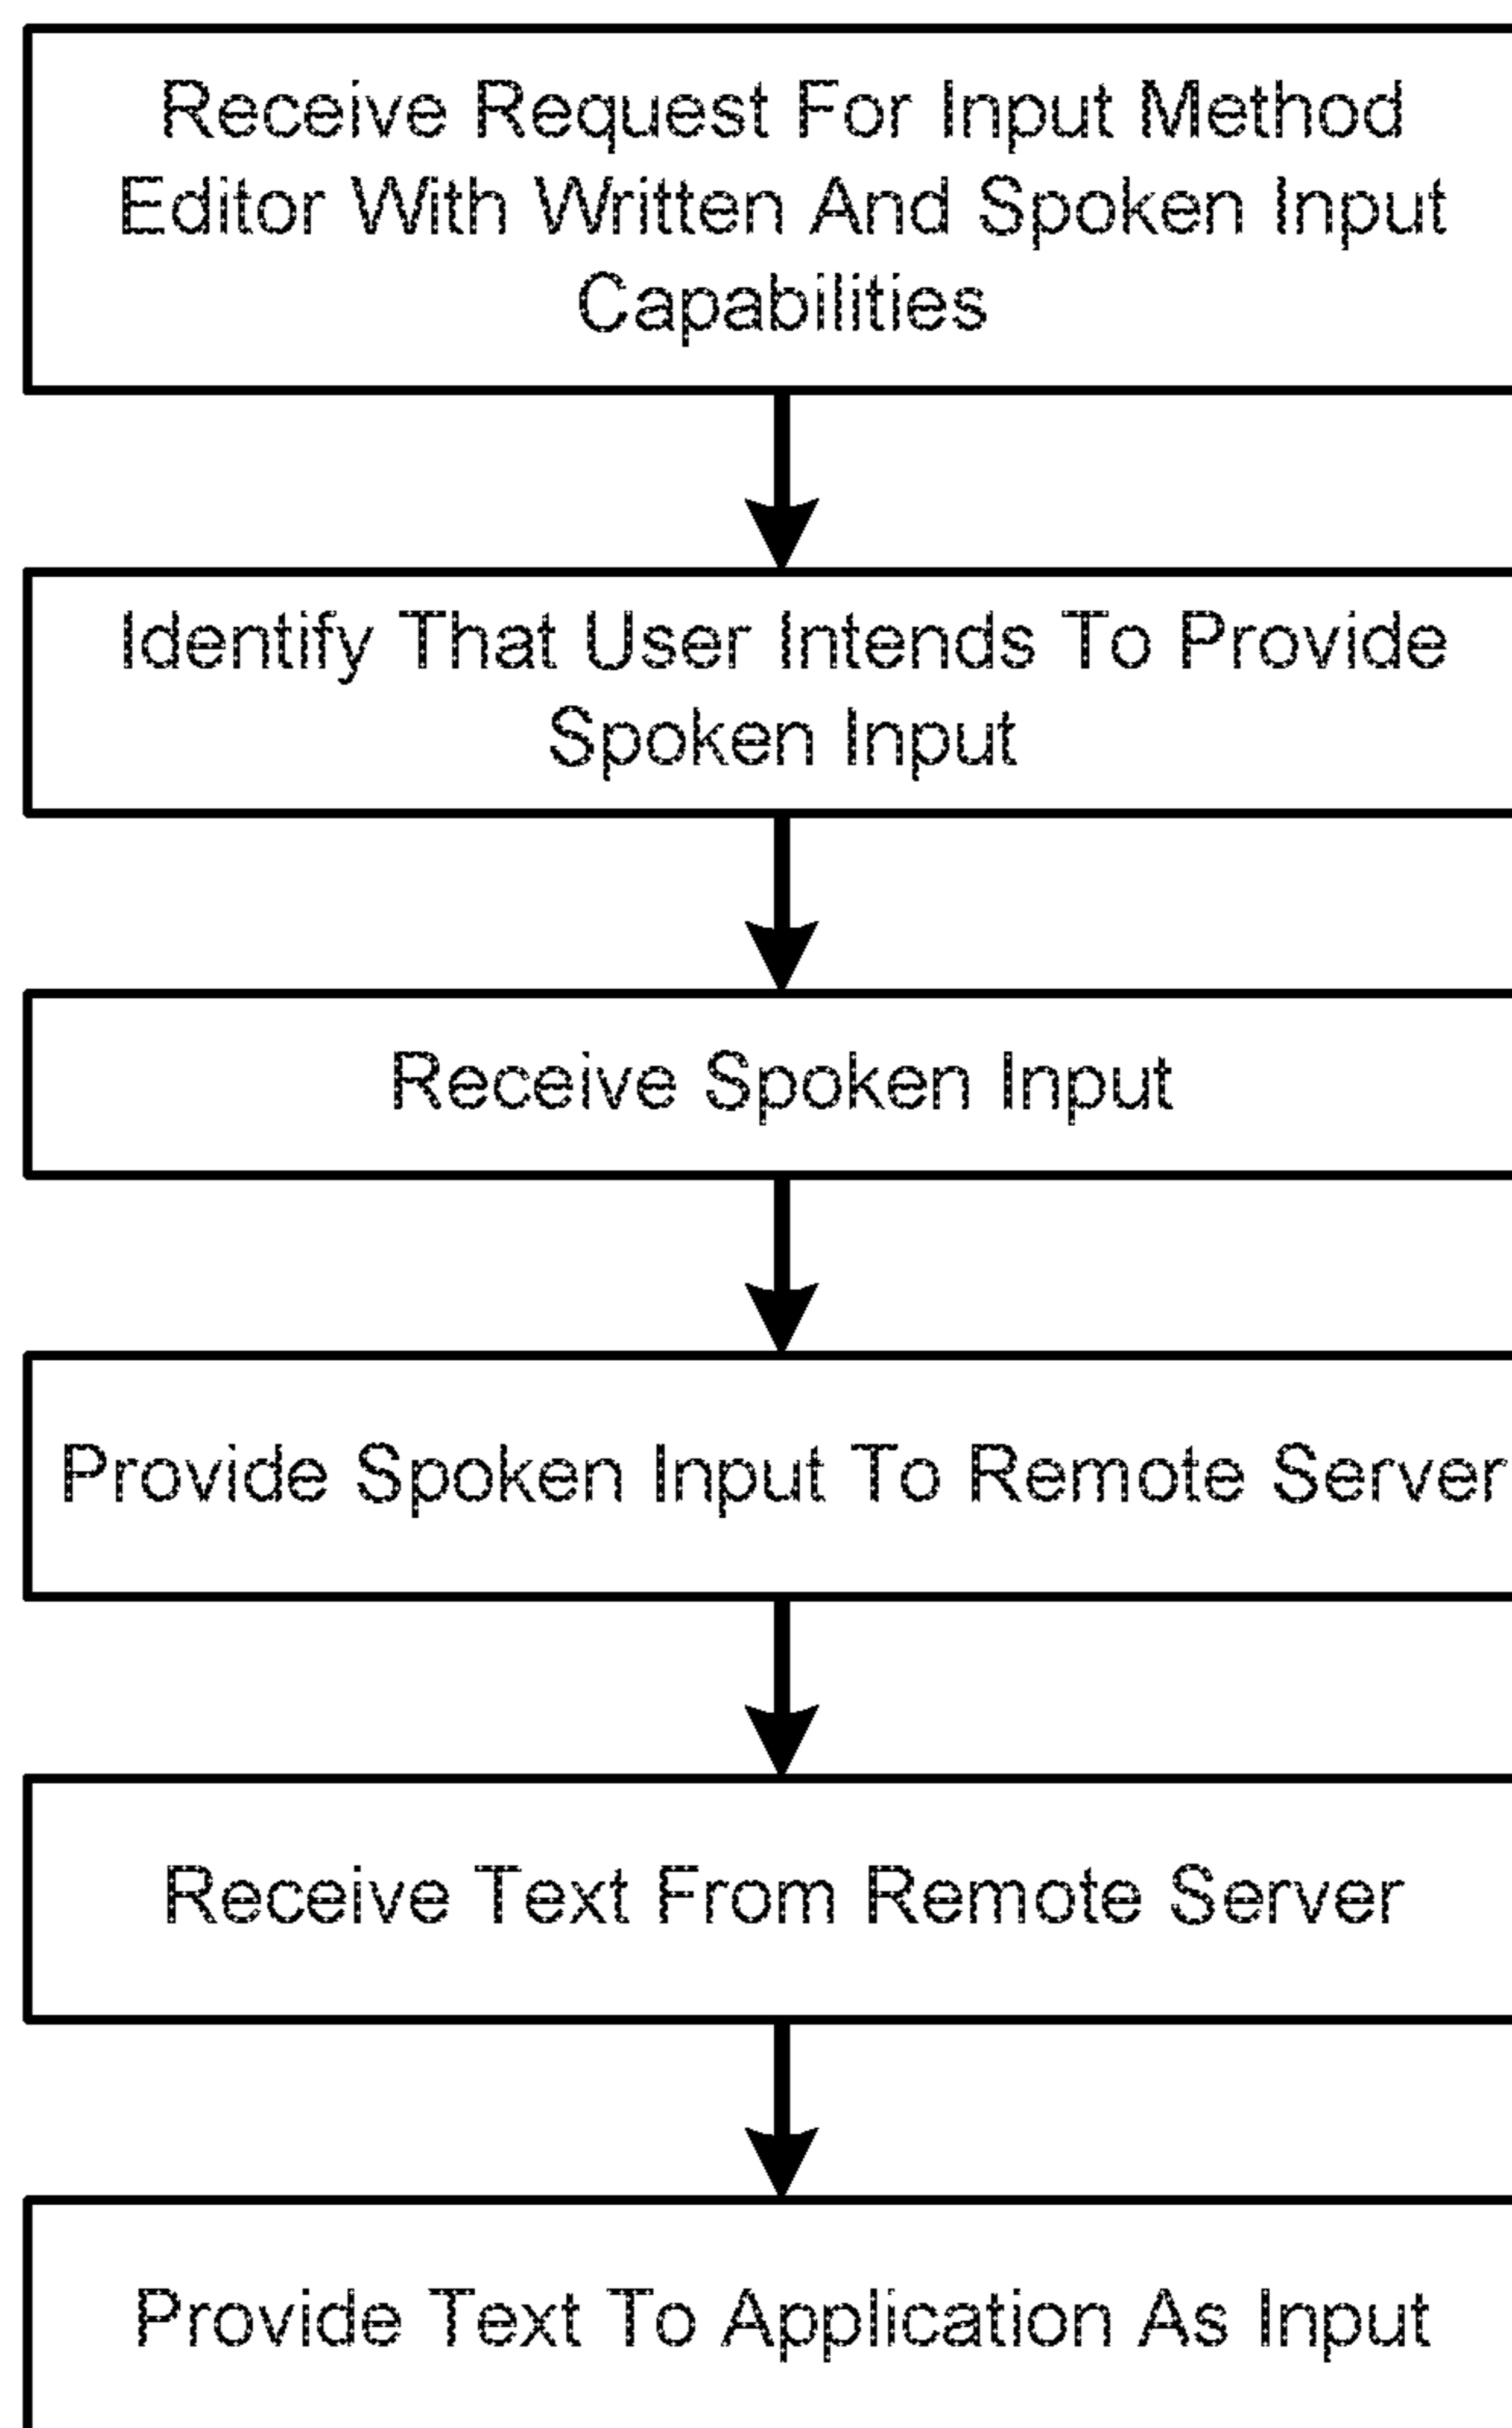 Receive Request For Input Method
Editor With Written And Spoken Input
Capabilities
Identify That User Intends To Provide
Spoken Input
Receive Spoken Input
Provide Spoken Input To Remote Server
Receive Text From Remote Server
Provide Text To Application As Input